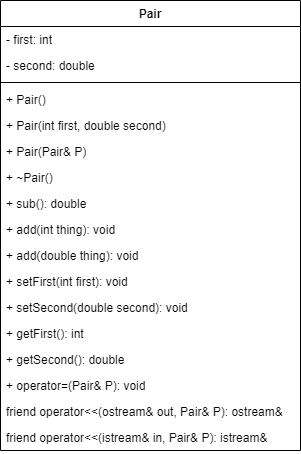 Pair
- first: int
- second: double
+ Pair()
+ Pair(int first, double second)
+ Pair(Pair& P)
+ ~Pair()
+ sub(): double
+ add(int thing): void
+ add(double thing): void
+ setFirst(int first): void
+ setSecond(double second): void
+ getFirst(): int
+ getSecond(): double
+ operator=(Pair& P): void
friend operator<<(ostream& out, Pair& P): ostream&
friend operator<<(istream& in, Pair& P): istream&